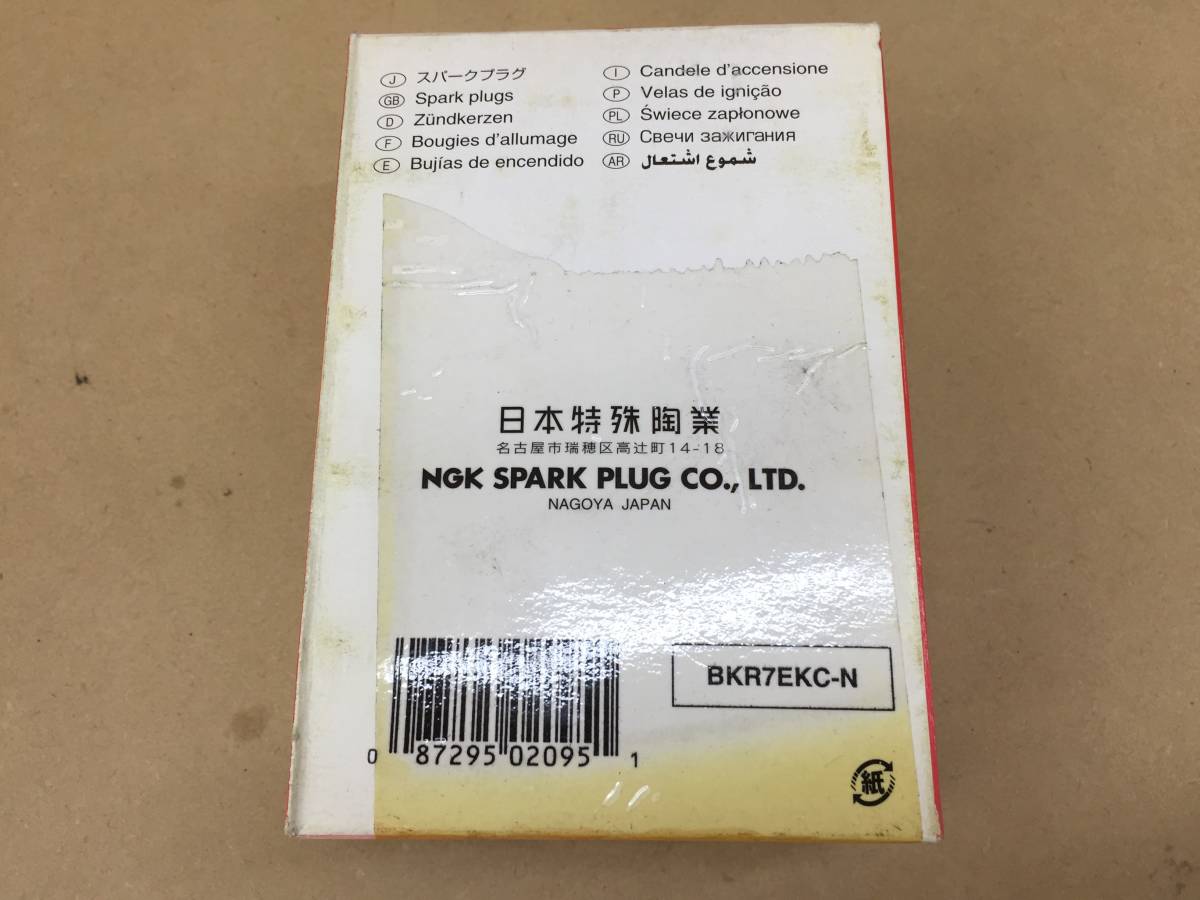 J スパークプラグ
GB Spark plugs
D Zündkerzen
F Bougies d'allumage
E Bujías de encendido
I Candele d'accensione
P Velas de ignição
PL Świece zapłonowe
RU Свечи зажигания
AR شموع اشتعال
日本特殊陶業
名古屋市瑞穂区高辻町14-18
NGK SPARK PLUG CO., LTD.
NAGOYA JAPAN
BKR7EKC-N
0 87295 02095 1
紙